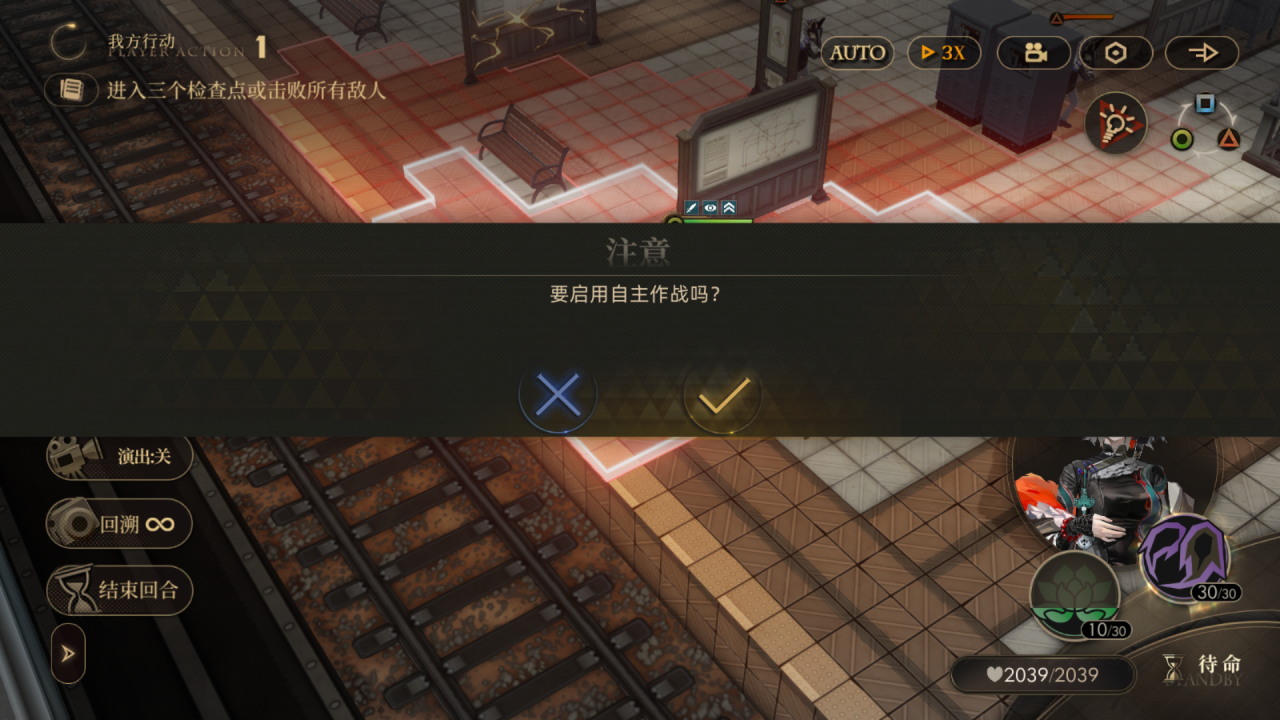 我方行动
PLAYER ACTION
1
进入三个检查点或击败所有敌人
AUTO
3X
注意
要启用自主作战吗?
演出:关
回溯 ∞
结束回合
30/30
10/30
2039/2039
待命
STANDBY